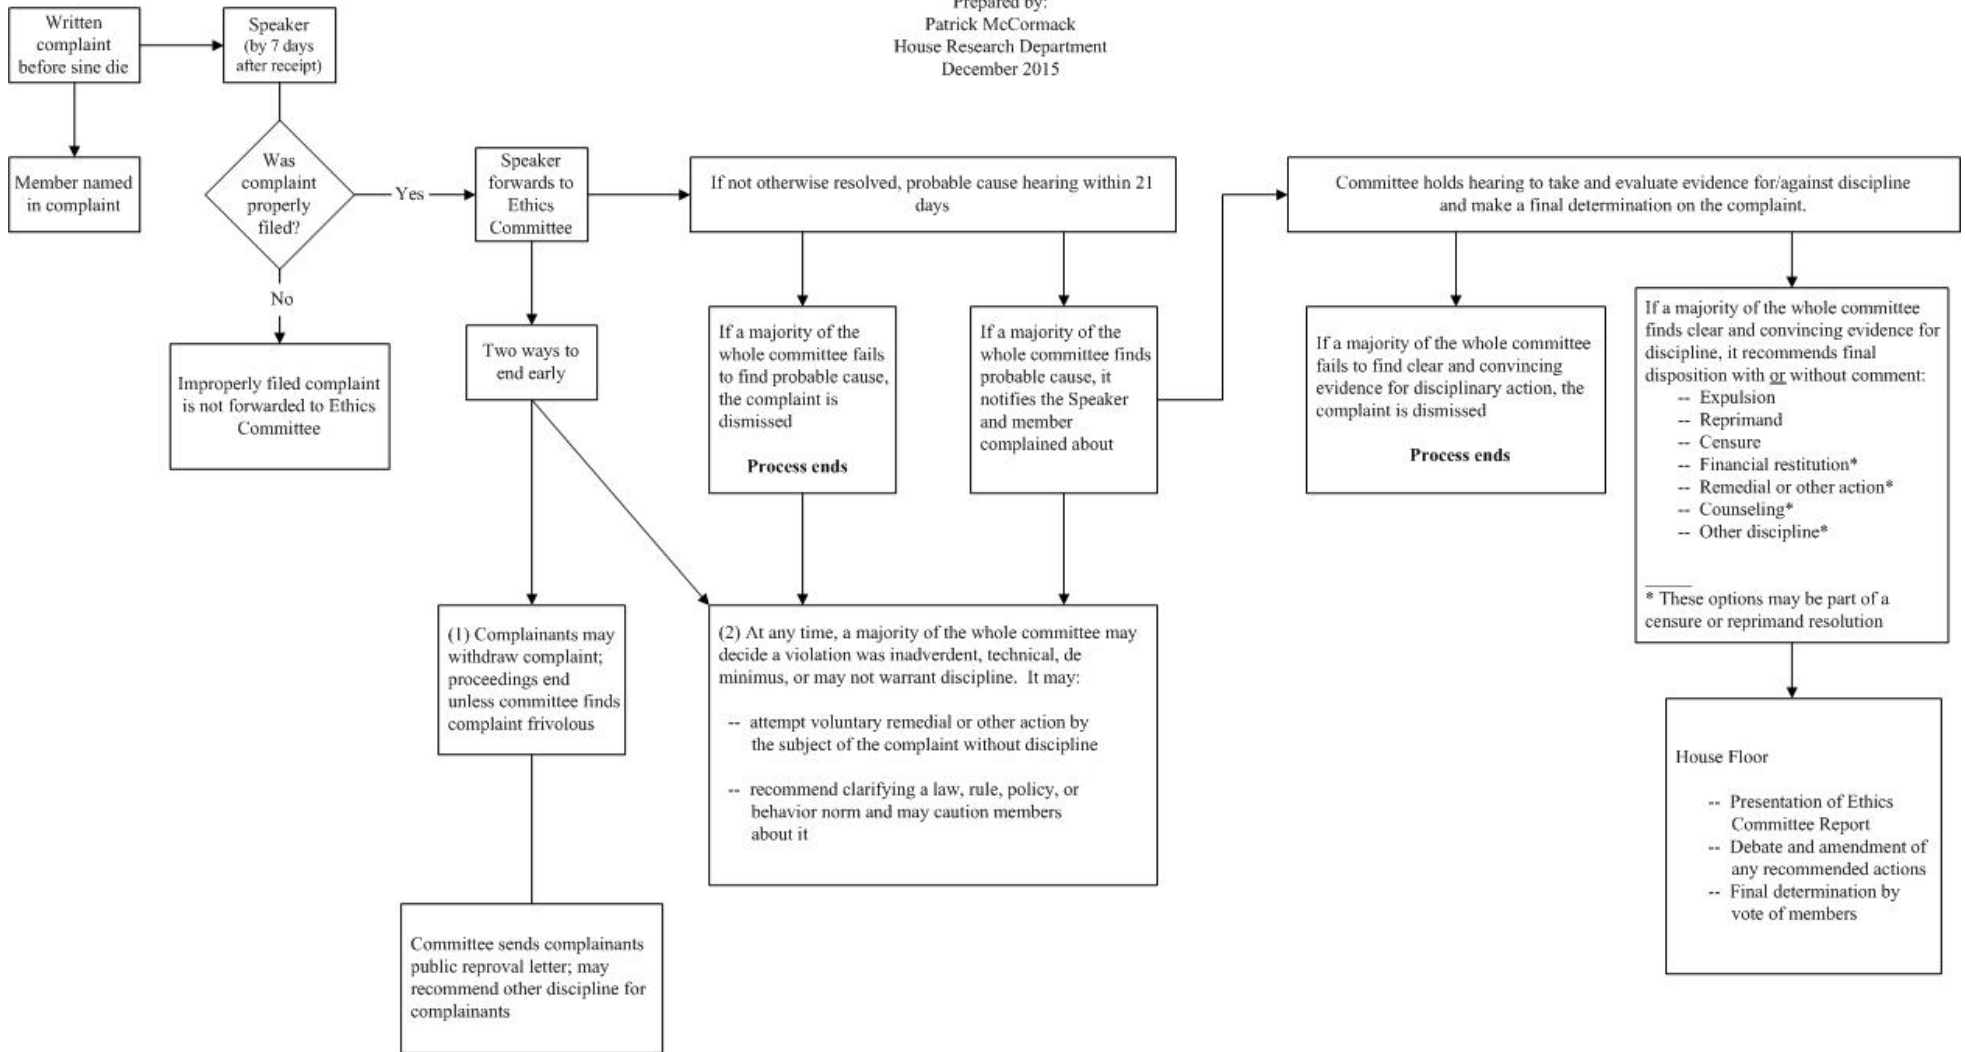 Prepared by:
Patrick McCormack
House Research Department
December 2015
Written
complaint
before sine die
Speaker
(by 7 days
after receipt)
Member named
in complaint
Was
complaint
properly
filed?
Yes
No
Improperly filed complaint
is not forwarded to Ethics
Committee
Speaker
forwards to
Ethics
Committee
Two ways to
end early
If not otherwise resolved, probable cause hearing within 21
days
If a majority of the
whole committee fails
to find probable cause,
the complaint is
dismissed
Process ends
If a majority of the
whole committee finds
probable cause, it
notifies the Speaker
and member
complained about
Committee holds hearing to take and evaluate evidence for/against discipline
and make a final determination on the complaint.
If a majority of the whole committee
fails to find clear and convincing
evidence for disciplinary action, the
complaint is dismissed
Process ends
If a majority of the whole committee
finds clear and convincing evidence for
discipline, it recommends final
disposition with or without comment:
-- Expulsion
-- Reprimand
-- Censure
-- Financial restitution*
-- Remedial or other action*
-- Counseling*
-- Other discipline*
* These options may be part of a
censure or reprimand resolution
(1) Complainants may
withdraw complaint;
proceedings end
unless committee finds
complaint frivolous
(2) At any time, a majority of the whole committee may
decide a violation was inadverdent, technical, de
minimus, or may not warrant discipline. It may:
-- attempt voluntary remedial or other action by
the subject of the complaint without discipline
-- recommend clarifying a law, rule, policy, or
behavior norm and may caution members
about it
House Floor
-- Presentation of Ethics
Committee Report
-- Debate and amendment of
any recommended actions
-- Final determination by
vote of members
Committee sends complainants
public reproval letter; may
recommend other discipline for
complainants